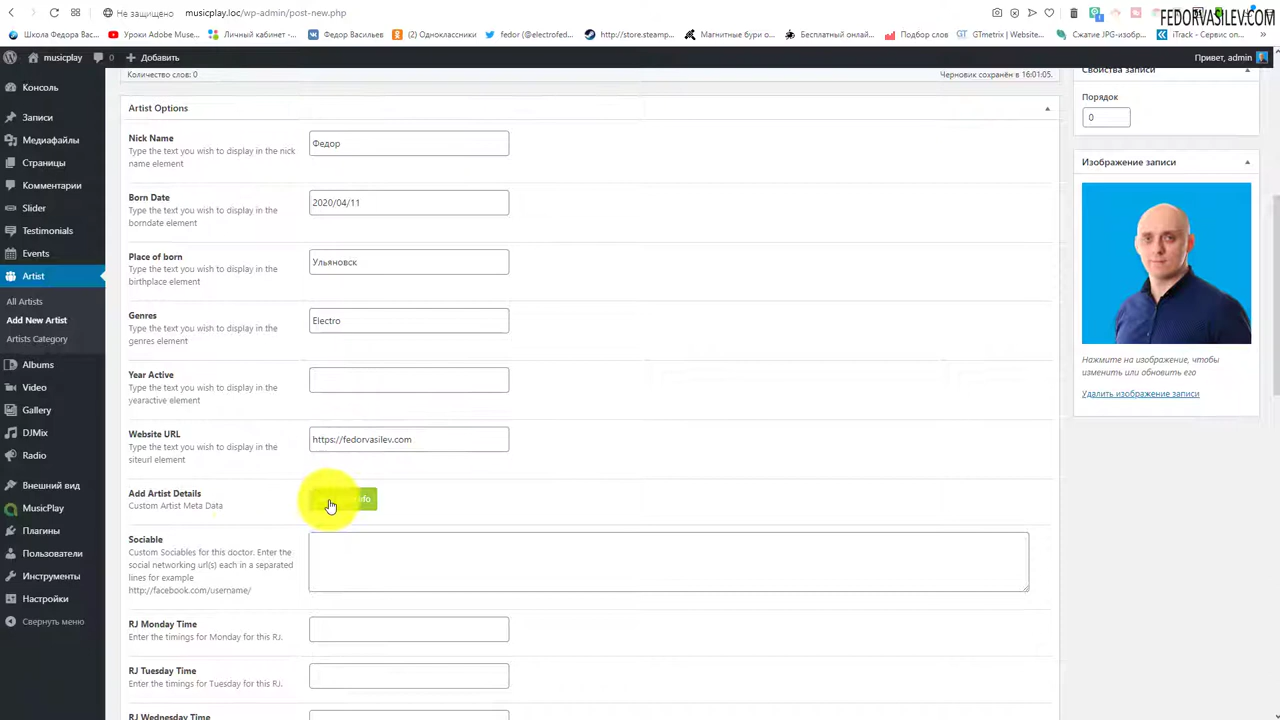 Не защищено musicplay.loc/wp-admin/post-new.php
FEDORVASILEV.COM
Школа Федора Вас... Уроки Adobe Muse... Личный кабинет -... Федор Васильев (2) Одноклассники fedor (@electrofed... http://store.steamp... Магнитные бури о... Бесплатный онлай... Подбор слов GTmetrix | Website... Сжатие JPG-изобр... iTrack - Сервис оп...
musicplay 0 Добавить Привет, admin
Количество слов: 0 Черновик сохранён в 16:01:05.
Свойства записи
Консоль
Записи
Медиафайлы
Страницы
Комментарии
Slider
Testimonials
Events
Artist
All Artists
Add New Artist
Artists Category
Albums
Video
Gallery
DJMix
Radio
Внешний вид
MusicPlay
Плагины
Пользователи
Инструменты
Настройки
Свернуть меню
Artist Options
Nick Name
Type the text you wish to display in the nick
name element
Федор
Born Date
Type the text you wish to display in the
borndate element
2020/04/11
Place of born
Type the text you wish to display in the
birthplace element
Ульяновск
Genres
Type the text you wish to display in the
genres element
Electro
Year Active
Type the text you wish to display in the
yearactive element
Website URL
Type the text you wish to display in the
siteurl element
https://fedorvasilev.com
Add Artist Details
Custom Artist Meta Data
Sociable
Custom Sociables for this doctor. Enter the
social networking url(s) each in a separated
lines for example
http://facebook.com/username/
RJ Monday Time
Enter the timings for Monday for this RJ.
RJ Tuesday Time
Enter the timings for Tuesday for this RJ.
RJ Wednesday Time
Порядок
0
Изображение записи
Нажмите на изображение, чтобы
изменить или обновить его
Удалить изображение записи